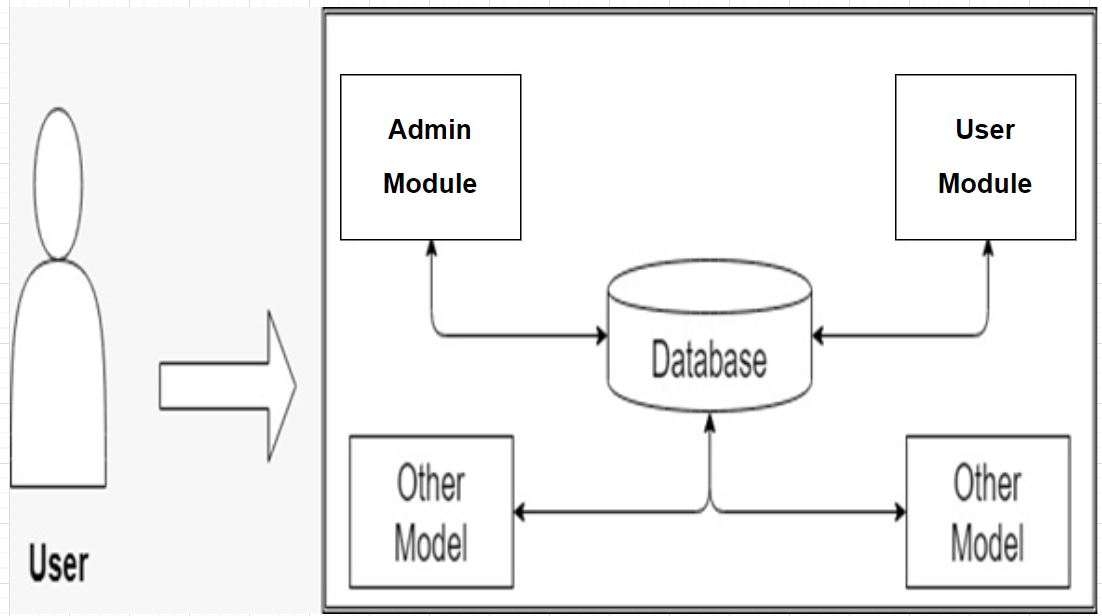 Admin
Module
User
Module
Database
Other
Model
Other
Model
User